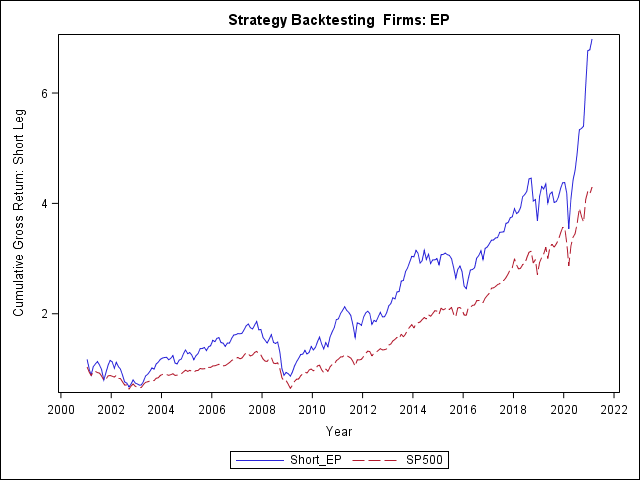 Strategy Backtesting  Firms: EP
Cumulative Gross Return: Short Leg
6
4
2
2000 2002 2004 2006 2008 2010 2012 2014 2016 2018 2020 2022
Year
Short_EP SP500